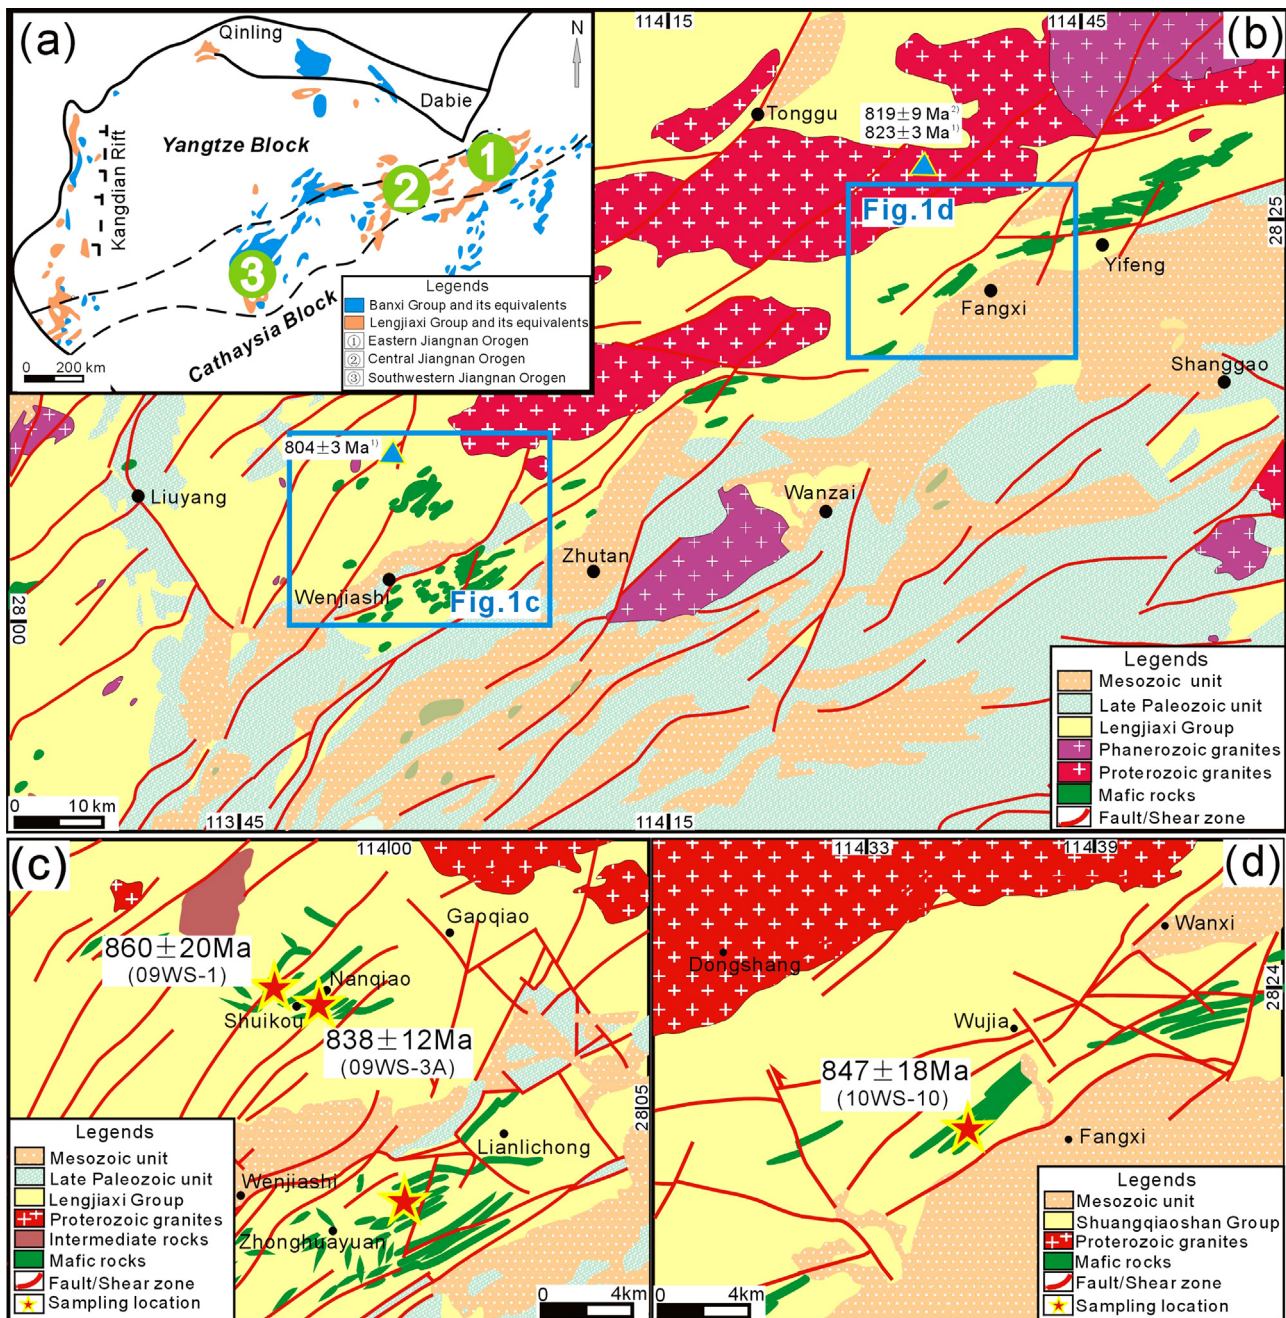 (a)
Qinling
N
Dabie
Yangtze Block
Kangdian Rift
1
2
3
Cathaysia Block
0 200 km
Legends
Banxi Group and its equivalents
Lengjiaxi Group and its equivalents
① Eastern Jiangnan Orogen
② Central Jiangnan Orogen
③ Southwestern Jiangnan Orogen
(b)
114 15
114 45
Tonggu
819±9 Ma2)
823±3 Ma1)
Fig.1d
28 25
Yifeng
Fangxi
Shanggao
804±3 Ma1)
Liuyang
Wanzai
Zhutan
Wenjiashi
Fig.1c
28 00
0 10 km
113 45
114 15
Legends
Mesozoic unit
Late Paleozoic unit
Lengjiaxi Group
Phanerozoic granites
Proterozoic granites
Mafic rocks
Fault/Shear zone
(c)
114 00
Gaoqiao
860±20Ma
(09WS-1)
Nanqiao
Shuikou
838±12Ma
(09WS-3A)
28 05
Lianlichong
Wenjiashi
Zhonghuayuan
Legends
Mesozoic unit
Late Paleozoic unit
Lengjiaxi Group
Proterozoic granites
Intermediate rocks
Mafic rocks
Fault/Shear zone
Sampling location
0 4km
(d)
114 33
114 39
Wanxi
Dongshang
28 24
Wujia
847±18Ma
(10WS-10)
Fangxi
Legends
Mesozoic unit
Shuangqiaoshan Group
Proterozoic granites
Mafic rocks
Fault/Shear zone
Sampling location
0 4km